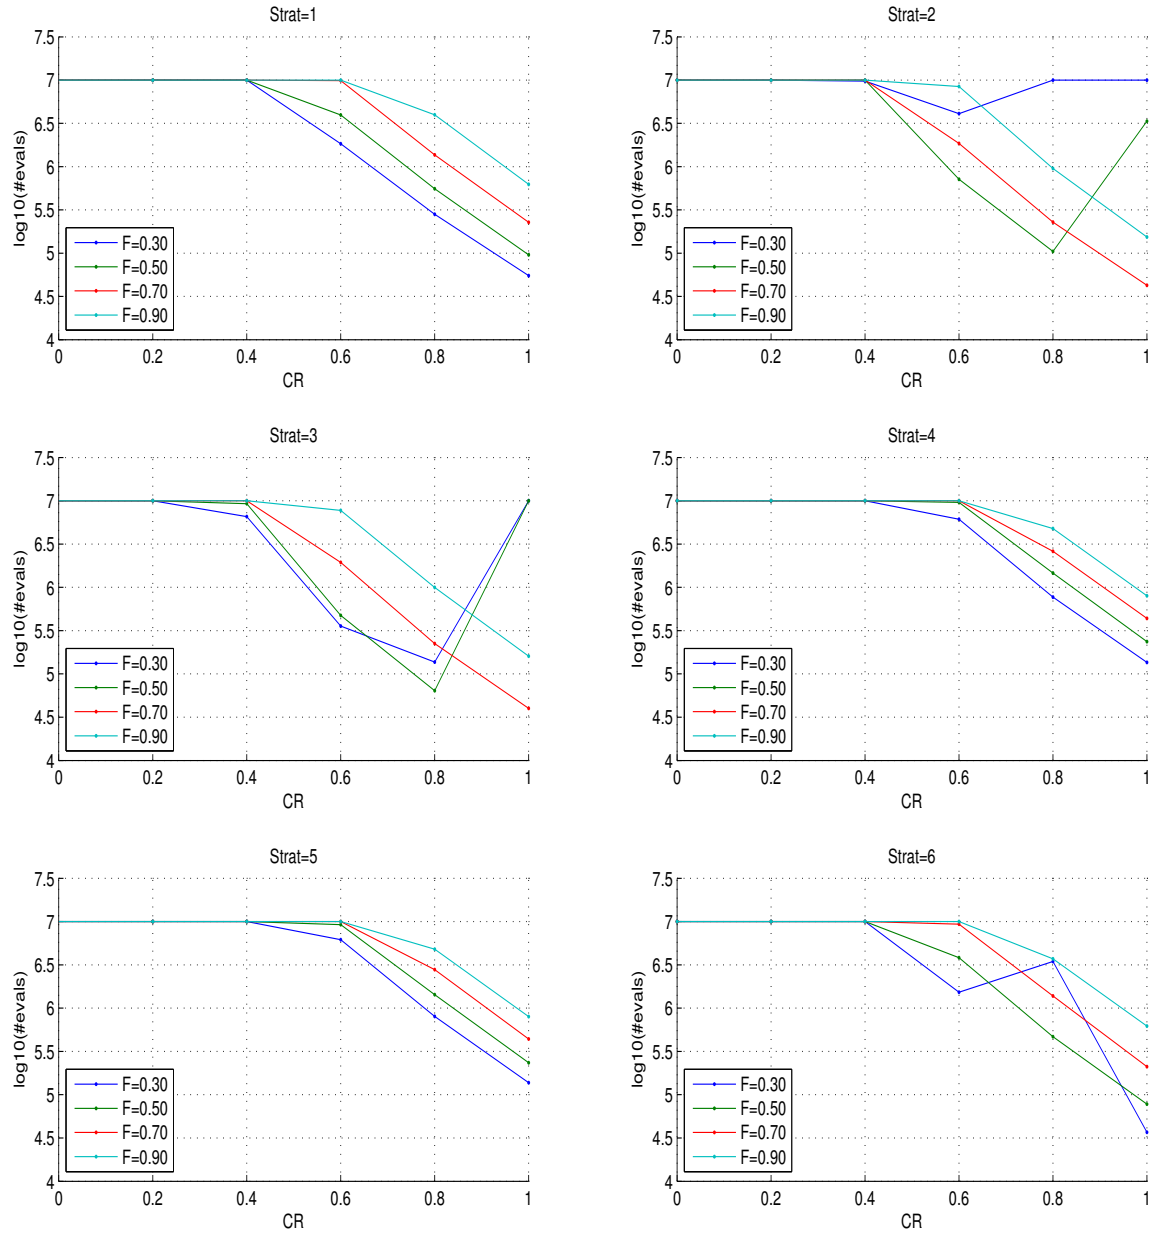 Strat=1
7.5
7
6.5
6
5.5
5
4.5
4
log10(#evals)
F=0.30
F=0.50
F=0.70
F=0.90
0 0.2 0.4 0.6 0.8 1
CR
Strat=2
7.5
7
6.5
6
5.5
5
4.5
4
log10(#evals)
F=0.30
F=0.50
F=0.70
F=0.90
0 0.2 0.4 0.6 0.8 1
CR
Strat=3
7.5
7
6.5
6
5.5
5
4.5
4
log10(#evals)
F=0.30
F=0.50
F=0.70
F=0.90
0 0.2 0.4 0.6 0.8 1
CR
Strat=4
7.5
7
6.5
6
5.5
5
4.5
4
log10(#evals)
F=0.30
F=0.50
F=0.70
F=0.90
0 0.2 0.4 0.6 0.8 1
CR
Strat=5
7.5
7
6.5
6
5.5
5
4.5
4
log10(#evals)
F=0.30
F=0.50
F=0.70
F=0.90
0 0.2 0.4 0.6 0.8 1
CR
Strat=6
7.5
7
6.5
6
5.5
5
4.5
4
log10(#evals)
F=0.30
F=0.50
F=0.70
F=0.90
0 0.2 0.4 0.6 0.8 1
CR